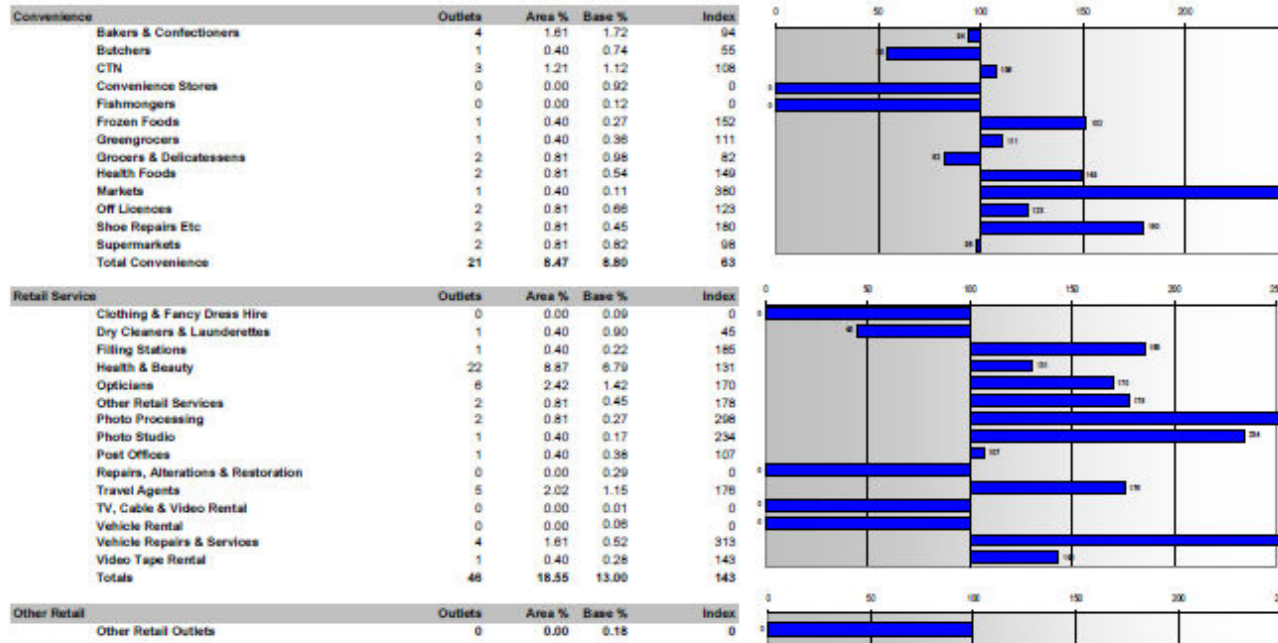 Convenience Outlets Area % Base % Index
Bakers & Confectioners 4 1.61 1.72 94
Butchers 1 0.40 0.74 55
CTN 3 1.21 1.12 108
Convenience Stores 0 0.00 0.92 0
Fishmongers 0 0.00 0.12 0
Frozen Foods 1 0.40 0.27 152
Greengrocers 1 0.40 0.36 111
Grocers & Delicatessens 2 0.81 0.98 82
Health Foods 2 0.81 0.54 149
Markets 1 0.40 0.11 380
Off Licences 2 0.81 0.66 123
Shoe Repairs Etc 2 0.81 0.45 180
Supermarkets 2 0.81 0.82 98
Total Convenience 21 8.47 8.80 63
0 50 100 150 200
Retail Service Outlets Area % Base % Index
Clothing & Fancy Dress Hire 0 0.00 0.09 0
Dry Cleaners & Launderettes 1 0.40 0.90 45
Filling Stations 1 0.40 0.22 185
Health & Beauty 22 8.87 6.79 131
Opticians 6 2.42 1.42 170
Other Retail Services 2 0.81 0.45 178
Photo Processing 2 0.81 0.27 298
Photo Studio 1 0.40 0.17 234
Post Offices 1 0.40 0.38 107
Repairs, Alterations & Restoration 0 0.00 0.29 0
Travel Agents 5 2.02 1.15 176
TV, Cable & Video Rental 0 0.00 0.01 0
Vehicle Rental 0 0.00 0.06 0
Vehicle Repairs & Services 4 1.61 0.52 313
Video Tape Rental 1 0.40 0.28 143
Totals 46 18.55 13.00 143
0 50 100 150 200
Other Retail Outlets Area % Base % Index
Other Retail Outlets 0 0.00 0.18 0
0 50 100 150 200